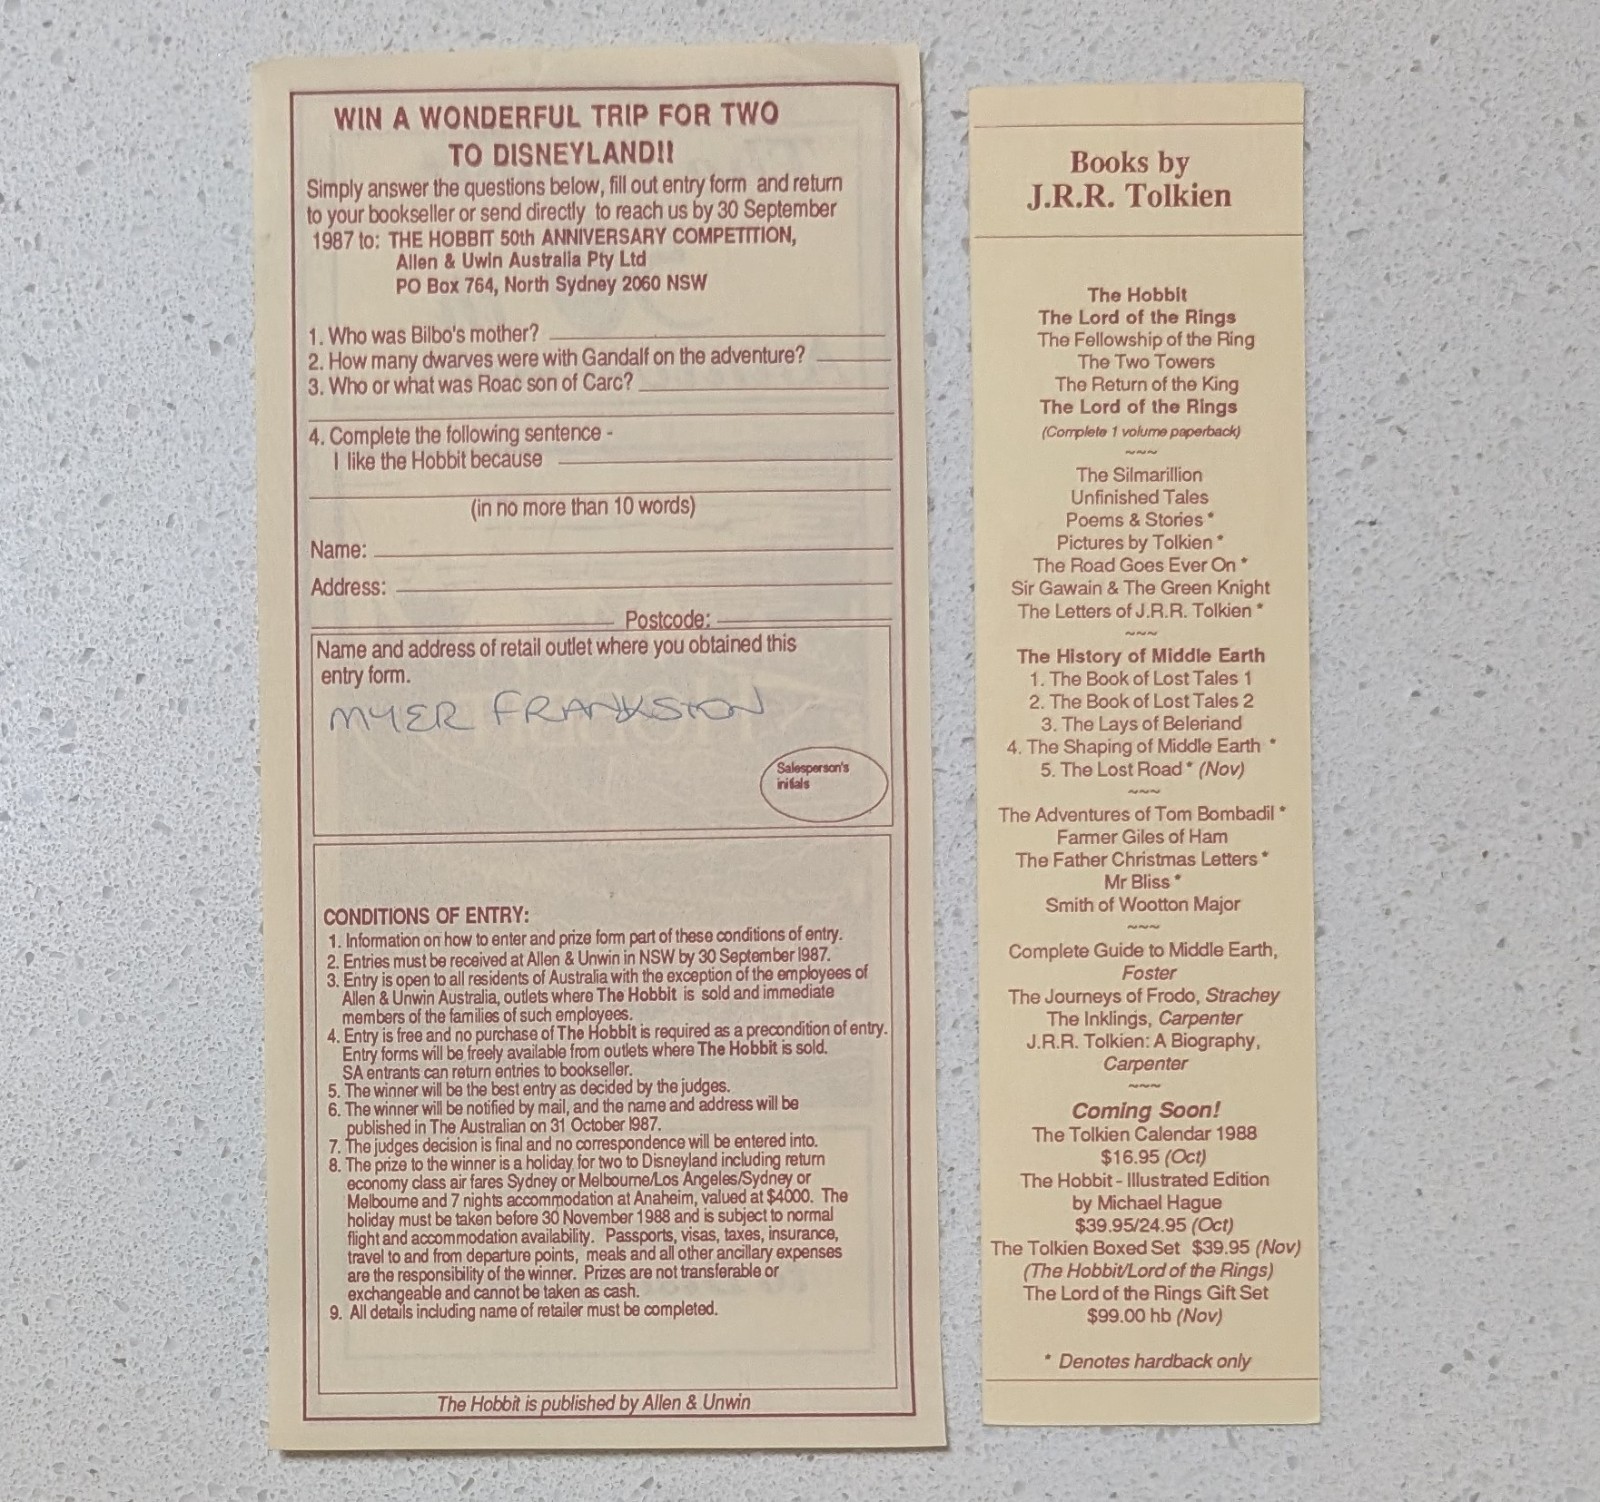 WIN A WONDERFUL TRIP FOR TWO
TO DISNEYLAND!!
Simply answer the questions below, fill out entry form and return
to your bookseller or send directly to reach us by 30 September
1987 to: THE HOBBIT 50th ANNIVERSARY COMPETITION,
Allen & Uwin Australia Pty Ltd
PO Box 764, North Sydney 2060 NSW
1. Who was Bilbo's mother?
2. How many dwarves were with Gandalf on the adventure?
3. Who or what was Roac son of Carc?
4. Complete the following sentence -
I like the Hobbit because
(in no more than 10 words)
Name:
Address:
Postcode:
Name and address of retail outlet where you obtained this
entry form.
MYER FRANKSTON
Salesperson's
initials
CONDITIONS OF ENTRY:
1. Information on how to enter and prize form part of these conditions of entry.
2. Entries must be received at Allen & Unwin in NSW by 30 September 1987.
3. Entry is open to all residents of Australia with the exception of the employees of
Allen & Unwin Australia, outlets where The Hobbit is sold and immediate
members of the families of such employees.
4. Entry is free and no purchase of The Hobbit is required as a precondition of entry.
Entry forms will be freely available from outlets where The Hobbit is sold.
SA entrants can return entries to bookseller.
5. The winner will be the best entry as decided by the judges.
6. The winner will be notified by mail, and the name and address will be
published in The Australian on 31 October 1987.
7. The judges decision is final and no correspondence will be entered into.
8. The prize to the winner is a holiday for two to Disneyland including return
economy class air fares Sydney or Melbourne/Los Angeles/Sydney or
Melbourne and 7 nights accommodation at Anaheim, valued at $4000. The
holiday must be taken before 30 November 1988 and is subject to normal
flight and accommodation availability. Passports, visas, taxes, insurance,
travel to and from departure points, meals and all other ancillary expenses
are the responsibility of the winner. Prizes are not transferable or
exchangeable and cannot be taken as cash.
9. All details including name of retailer must be completed.
The Hobbit is published by Allen & Unwin
Books by
J.R.R. Tolkien
The Hobbit
The Lord of the Rings
The Fellowship of the Ring
The Two Towers
The Return of the King
The Lord of the Rings
(Complete 1 volume paperback)
~~~
The Silmarillion
Unfinished Tales
Poems & Stories *
Pictures by Tolkien *
The Road Goes Ever On *
Sir Gawain & The Green Knight
The Letters of J.R.R. Tolkien *
~~~
The History of Middle Earth
1. The Book of Lost Tales 1
2. The Book of Lost Tales 2
3. The Lays of Beleriand
4. The Shaping of Middle Earth *
5. The Lost Road * (Nov)
~~~
The Adventures of Tom Bombadil *
Farmer Giles of Ham
The Father Christmas Letters *
Mr Bliss *
Smith of Wootton Major
~~~
Complete Guide to Middle Earth,
Foster
The Journeys of Frodo, Strachey
The Inklings, Carpenter
J.R.R. Tolkien: A Biography,
Carpenter
~~~
Coming Soon!
The Tolkien Calendar 1988
$16.95 (Oct)
The Hobbit - Illustrated Edition
by Michael Hague
$39.95/24.95 (Oct)
The Tolkien Boxed Set $39.95 (Nov)
(The Hobbit/Lord of the Rings)
The Lord of the Rings Gift Set
$99.00 hb (Nov)
* Denotes hardback only